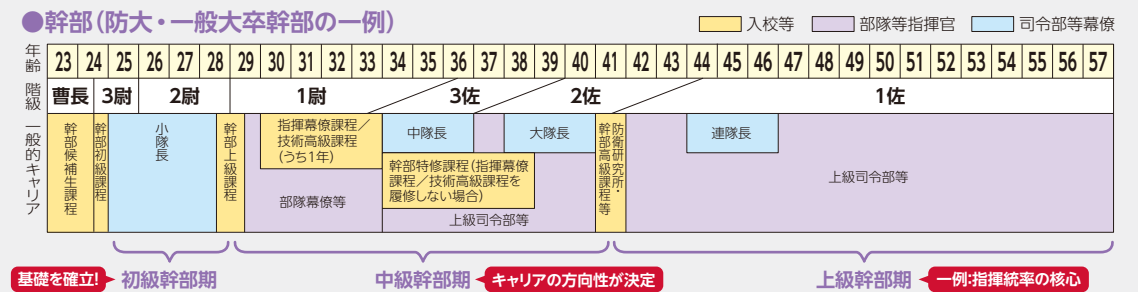 ●幹部(防大・一般大卒幹部の一例)
入校等 部隊等指揮官 司令部等幕僚
年齢 23 24 25 26 27 28 29 30 31 32 33 34 35 36 37 38 39 40 41 42 43 44 45 46 47 48 49 50 51 52 53 54 55 56 57
階級 曹長 3尉 2尉 1尉 3佐 2佐 1佐
一般的キャリア
幹部候補生課程
幹部初級課程
小隊長
幹部上級課程
指揮幕僚課程/
技術高級課程
(うち1年)
部隊幕僚等
中隊長
大隊長
幹部特修課程(指揮幕僚
課程/技術高級課程を
履修しない場合)
上級司令部等
防衛研究所・
幹部高級課程等
連隊長
上級司令部等
基礎を確立! 初級幹部期
中級幹部期 キャリアの方向性が決定
上級幹部期 一例:指揮統率の核心